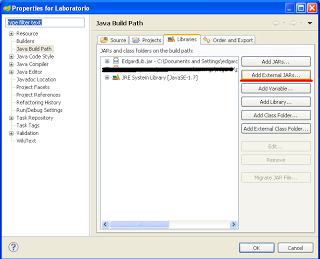 Properties for Laboratorio
type filter text
Resource
Builders
Java Build Path
Java Code Style
Java Compiler
Java Editor
Javadoc Location
Project Facets
Project References
Refactoring History
Run/Debug Settings
Task Repository
Task Tags
Validation
WikiText
Java Build Path
Source
Projects
Libraries
Order and Export
JARs and class folders on the build path:
EdgardLib.jar - C:\Documents and Settings\edgarc
JRE System Library [JavaSE-1.7]
Add JARs...
Add External JARs...
Add Variable...
Add Library...
Add Class Folder...
Add External Class Folder...
Edit...
Remove
Migrate JAR File...
OK
Cancel